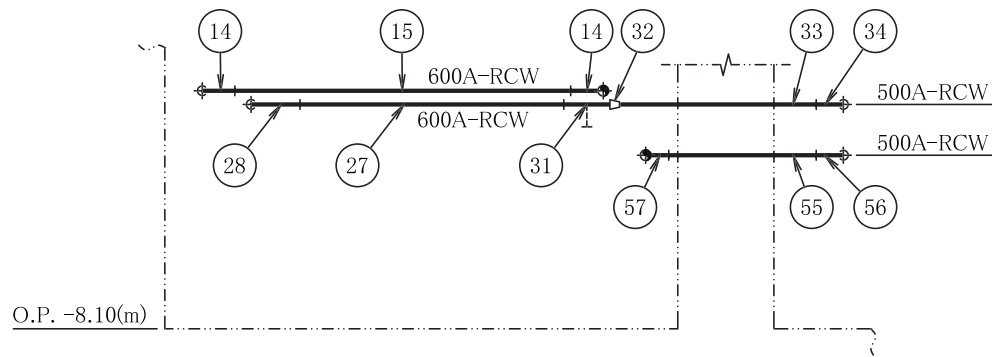 14 15 14 32 33 34
600A-RCW
500A-RCW
600A-RCW
500A-RCW
28 27 31
57 55 56
O.P. -8.10(m)